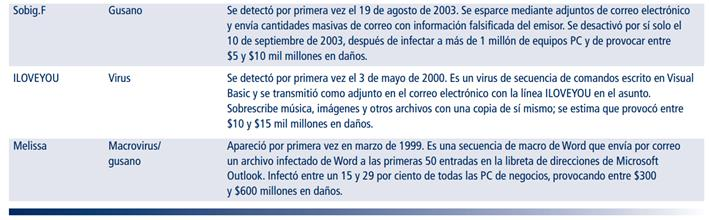 Sobig.F Gusano Se detectó por primera vez el 19 de agosto de 2003. Se esparce mediante adjuntos de correo electrónico
y envía cantidades masivas de correo con información falsificada del emisor. Se desactivó por sí solo el
10 de septiembre de 2003, después de infectar a más de 1 millón de equipos PC y de provocar entre
$5 y $10 mil millones en daños.
ILOVEYOU Virus Se detectó por primera vez el 3 de mayo de 2000. Es un virus de secuencia de comandos escrito en Visual
Basic y se transmitió como adjunto en el correo electrónico con la línea ILOVEYOU en el asunto.
Sobrescribe música, imágenes y otros archivos con una copia de sí mismo; se estima que provocó entre
$10 y $15 mil millones en daños.
Melissa Macrovirus/ Apareció por primera vez en marzo de 1999. Es una secuencia de macro de Word que envía por correo
gusano un archivo infectado de Word a las primeras 50 entradas en la libreta de direcciones de Microsoft
Outlook. Infectó entre un 15 y 29 por ciento de todas las PC de negocios, provocando entre $300
y $600 millones en daños.